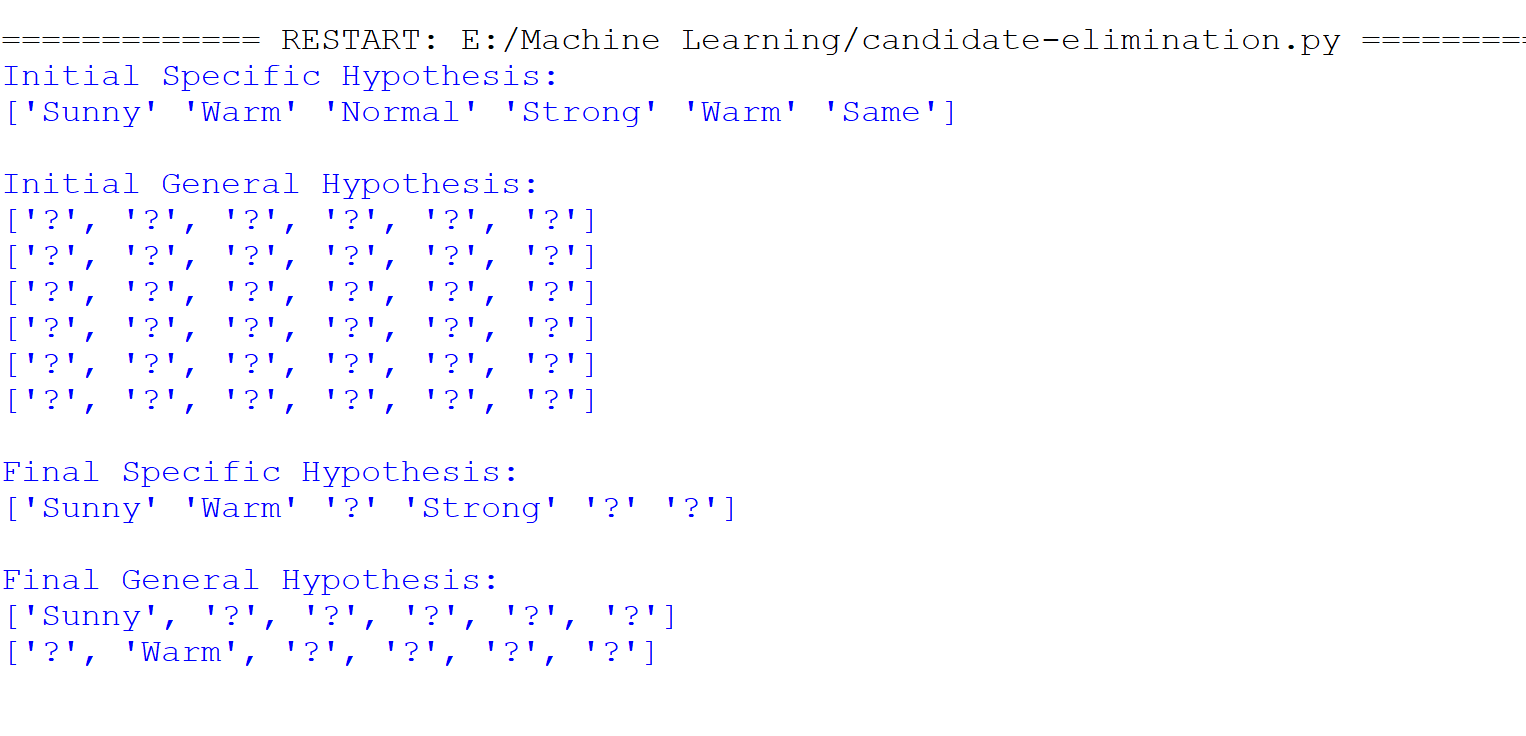 ============= RESTART: E:/Machine Learning/candidate-elimination.py =========
Initial Specific Hypothesis:
['Sunny' 'Warm' 'Normal' 'Strong' 'Warm' 'Same']
Initial General Hypothesis:
['?', '?', '?', '?', '?', '?']
['?', '?', '?', '?', '?', '?']
['?', '?', '?', '?', '?', '?']
['?', '?', '?', '?', '?', '?']
['?', '?', '?', '?', '?', '?']
['?', '?', '?', '?', '?', '?']
Final Specific Hypothesis:
['Sunny' 'Warm' '?' 'Strong' '?' '?']
Final General Hypothesis:
['Sunny', '?', '?', '?', '?', '?']
['?', 'Warm', '?', '?', '?', '?']